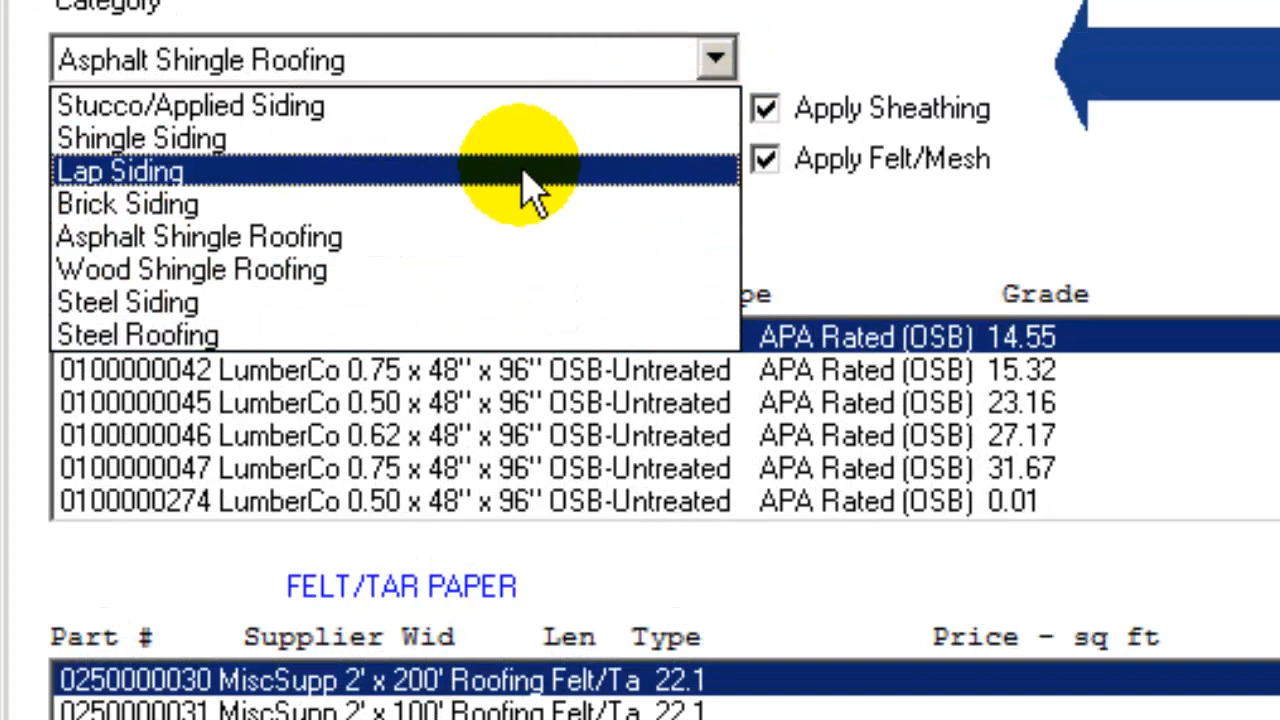 Category
Asphalt Shingle Roofing
Stucco/Applied Siding
Shingle Siding
Lap Siding
Brick Siding
Asphalt Shingle Roofing
Wood Shingle Roofing
Steel Siding
Steel Roofing
Apply Sheathing
Apply Felt/Mesh
pe Grade
APA Rated (OSB) 14.55
0100000042 LumberCo 0.75 x 48" x 96" OSB-Untreated APA Rated (OSB) 15.32
0100000045 LumberCo 0.50 x 48" x 96" OSB-Untreated APA Rated (OSB) 23.16
0100000046 LumberCo 0.62 x 48" x 96" OSB-Untreated APA Rated (OSB) 27.17
0100000047 LumberCo 0.75 x 48" x 96" OSB-Untreated APA Rated (OSB) 31.67
0100000274 LumberCo 0.50 x 48" x 96" OSB-Untreated APA Rated (OSB) 0.01
FELT/TAR PAPER
Part # Supplier Wid Len Type Price - sq ft
0250000030 MiscSupp 2' x 200' Roofing Felt/Ta 22.1
0250000031 MiscSupp 2' x 100' Roofing Felt/Ta 22.1